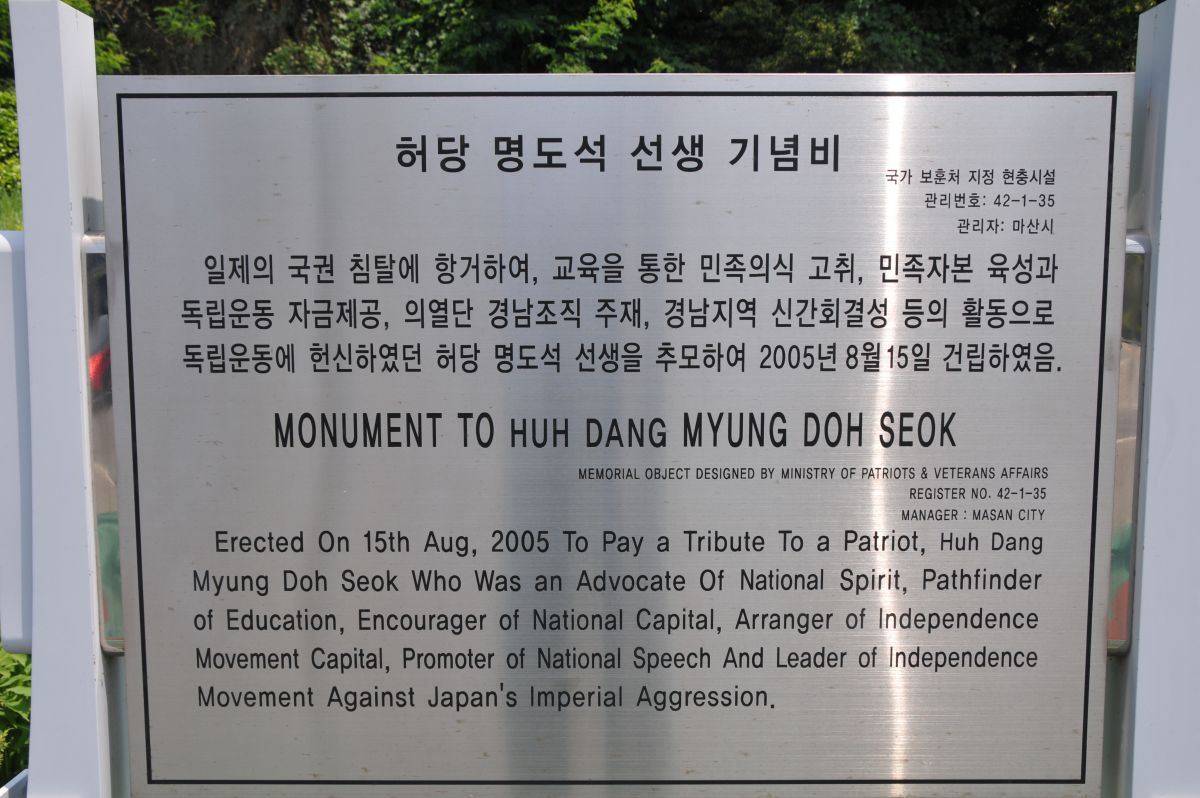 허당 명도석 선생 기념비
국가 보훈처 지정 현충시설
관리번호: 42-1-35
관리자: 마산시
일제의 국권 침탈에 항거하여, 교육을 통한 민족의식 고취, 민족자본 육성과
독립운동 자금제공, 의열단 경남조직 주재, 경남지역 신간회결성 등의 활동으로
독립운동에 헌신하였던 허당 명도석 선생을 추모하여 2005년 8월 15일 건립하였음.
MONUMENT TO HUH DANG MYUNG DOH SEOK
MEMORIAL OBJECT DESIGNED BY MINISTRY OF PATRIOTS & VETERANS AFFAIRS
REGISTER NO. 42-1-35
MANAGER : MASAN CITY
Erected On 15th Aug, 2005 To Pay a Tribute To a Patriot, Huh Dang
Myung Doh Seok Who Was an Advocate Of National Spirit, Pathfinder
of Education, Encourager of National Capital, Arranger of Independence
Movement Capital, Promoter of National Speech And Leader of Independence
Movement Against Japan's Imperial Aggression.